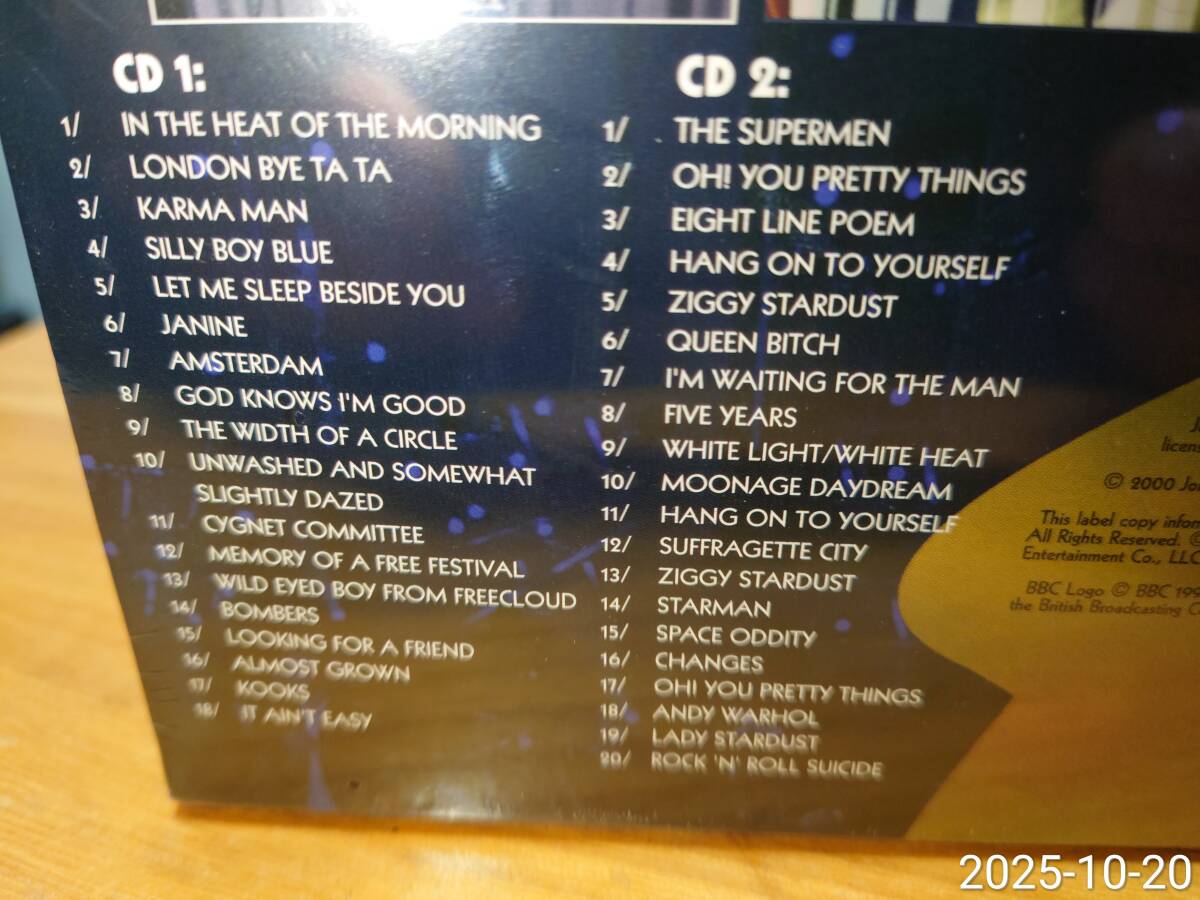 CD 1:
1/ IN THE HEAT OF THE MORNING
2/ LONDON BYE TA TA
3/ KARMA MAN
4/ SILLY BOY BLUE
5/ LET ME SLEEP BESIDE YOU
6/ JANINE
7/ AMSTERDAM
8/ GOD KNOWS I'M GOOD
9/ THE WIDTH OF A CIRCLE
10/ UNWASHED AND SOMEWHAT
SLIGHTLY DAZED
11/ CYGNET COMMITTEE
12/ MEMORY OF A FREE FESTIVAL
13/ WILD EYED BOY FROM FREECLOUD
14/ BOMBERS
15/ LOOKING FOR A FRIEND
16/ ALMOST GROWN
17/ KOOKS
18/ IT AIN'T EASY
CD 2:
1/ THE SUPERMEN
2/ OH! YOU PRETTY THINGS
3/ EIGHT LINE POEM
4/ HANG ON TO YOURSELF
5/ ZIGGY STARDUST
6/ QUEEN BITCH
7/ I'M WAITING FOR THE MAN
8/ FIVE YEARS
9/ WHITE LIGHT/WHITE HEAT
10/ MOONAGE DAYDREAM
11/ HANG ON TO YOURSELF
12/ SUFFRAGETTE CITY
13/ ZIGGY STARDUST
14/ STARMAN
15/ SPACE ODDITY
16/ CHANGES
17/ OH! YOU PRETTY THINGS
18/ ANDY WARHOL
19/ LADY STARDUST
20/ ROCK 'N' ROLL SUICIDE
© 2000
This label copy
All Rights Reserved.
Entertainment Co., LLC
BBC Logo © BBC
the British Broadcasting
2025-10-20